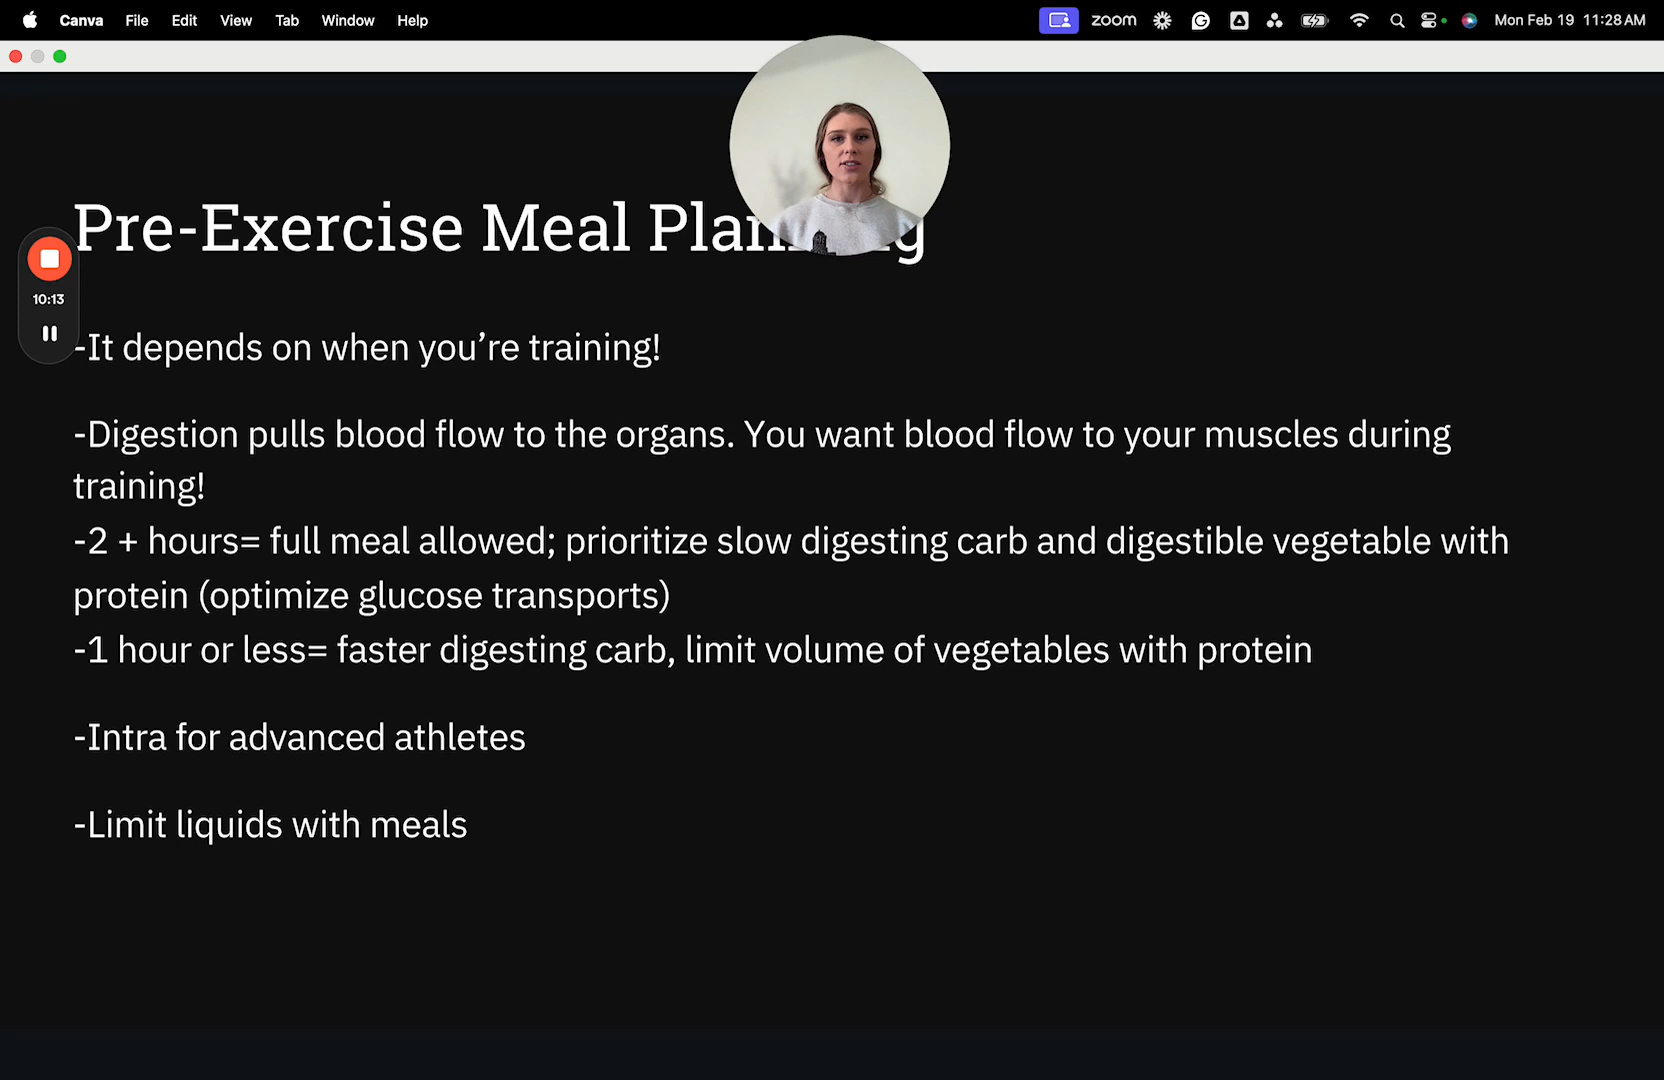 Canva File Edit View Tab Window Help zoom Mon Feb 19 11:28 AM
Pre-Exercise Meal
10:13
-It depends on when you’re training!
-Digestion pulls blood flow to the organs. You want blood flow to your muscles during
training!
-2 + hours= full meal allowed; prioritize slow digesting carb and digestible vegetable with
protein (optimize glucose transports)
-1 hour or less= faster digesting carb, limit volume of vegetables with protein
-Intra for advanced athletes
-Limit liquids with meals